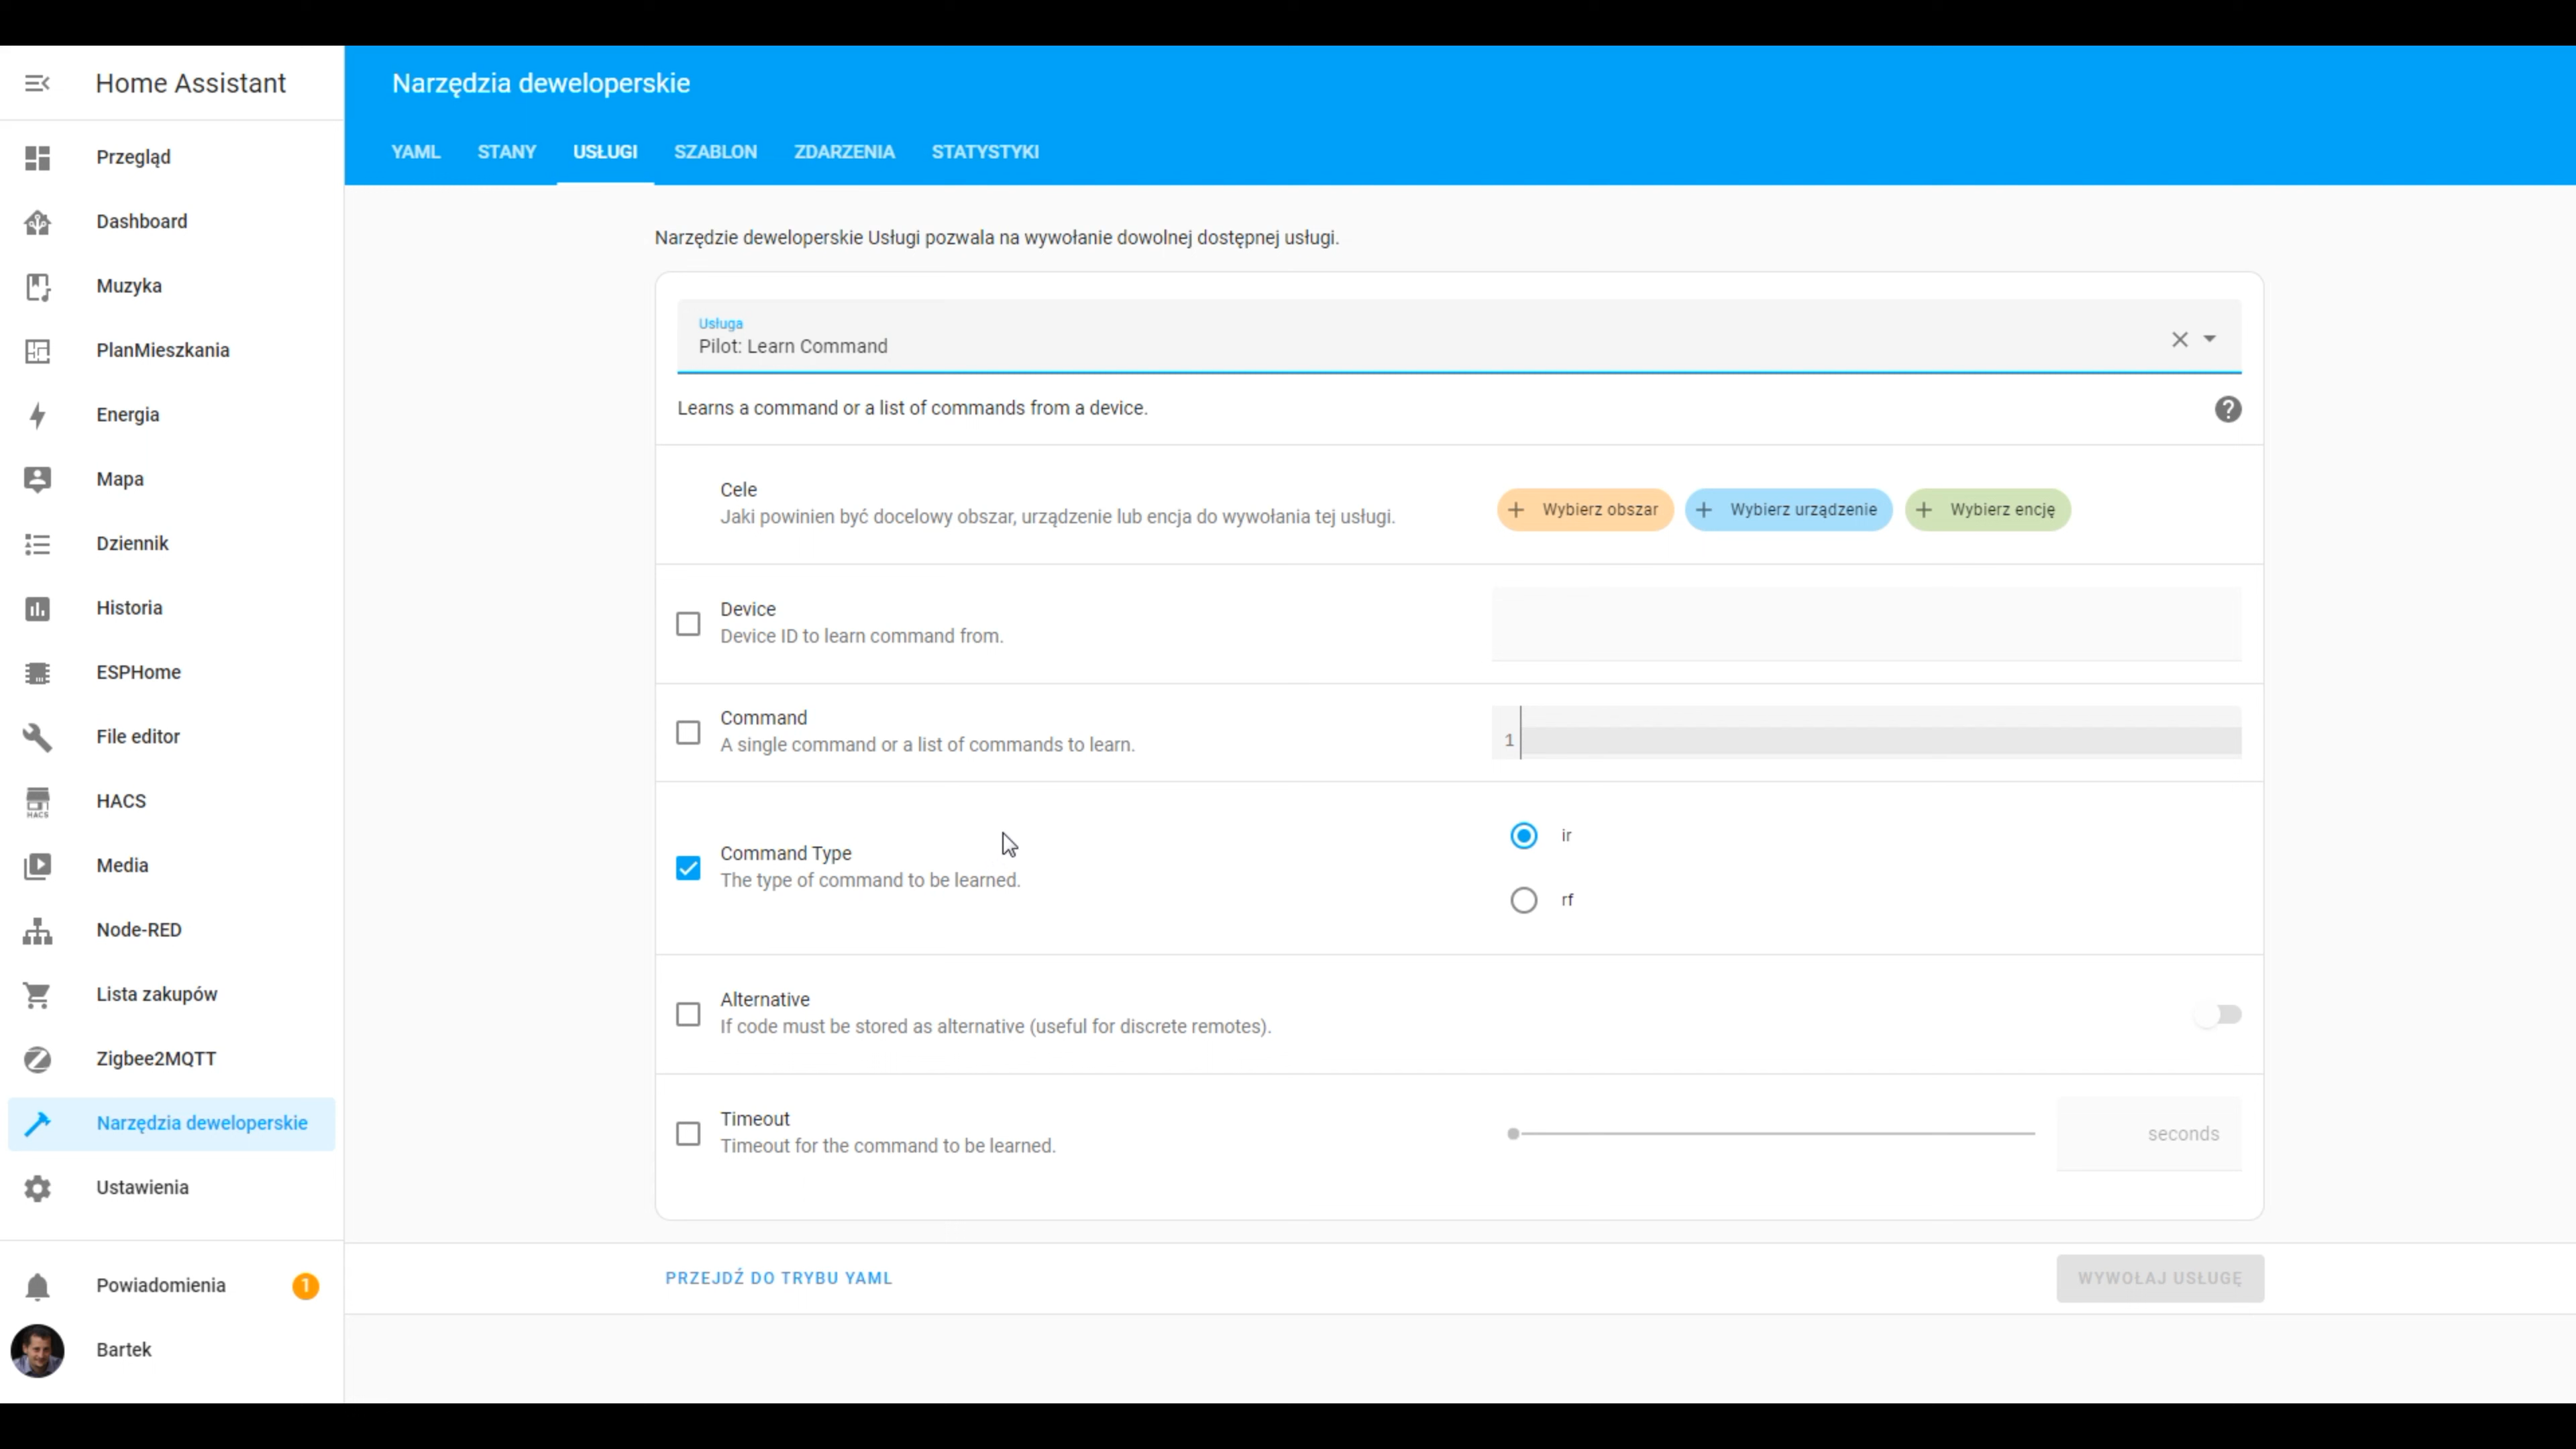 Home Assistant
Przegląd
Dashboard
Muzyka
PlanMieszkania
Energia
Mapa
Dziennik
Historia
ESPHome
File editor
HACS
HACS
Media
Node-RED
Lista zakupów
Zigbee2MQTT
Narzędzia deweloperskie
Ustawienia
Powiadomienia 1
Bartek
Narzędzia deweloperskie
YAML STANY USŁUGI SZABLON ZDARZENIA STATYSTYKI
Narzędzie deweloperskie Usługi pozwala na wywołanie dowolnej dostępnej usługi.
Usługa
Pilot: Learn Command
Learns a command or a list of commands from a device.
Cele
Jaki powinien być docelowy obszar, urządzenie lub encja do wywołania tej usługi.
Wybierz obszar Wybierz urządzenie Wybierz encję
Device
Device ID to learn command from.
Command
A single command or a list of commands to learn.
1
Command Type
The type of command to be learned.
ir
rf
Alternative
If code must be stored as alternative (useful for discrete remotes).
Timeout
Timeout for the command to be learned.
seconds
PRZEJDŹ DO TRYBU YAML
WYWOŁAJ USŁUGĘ